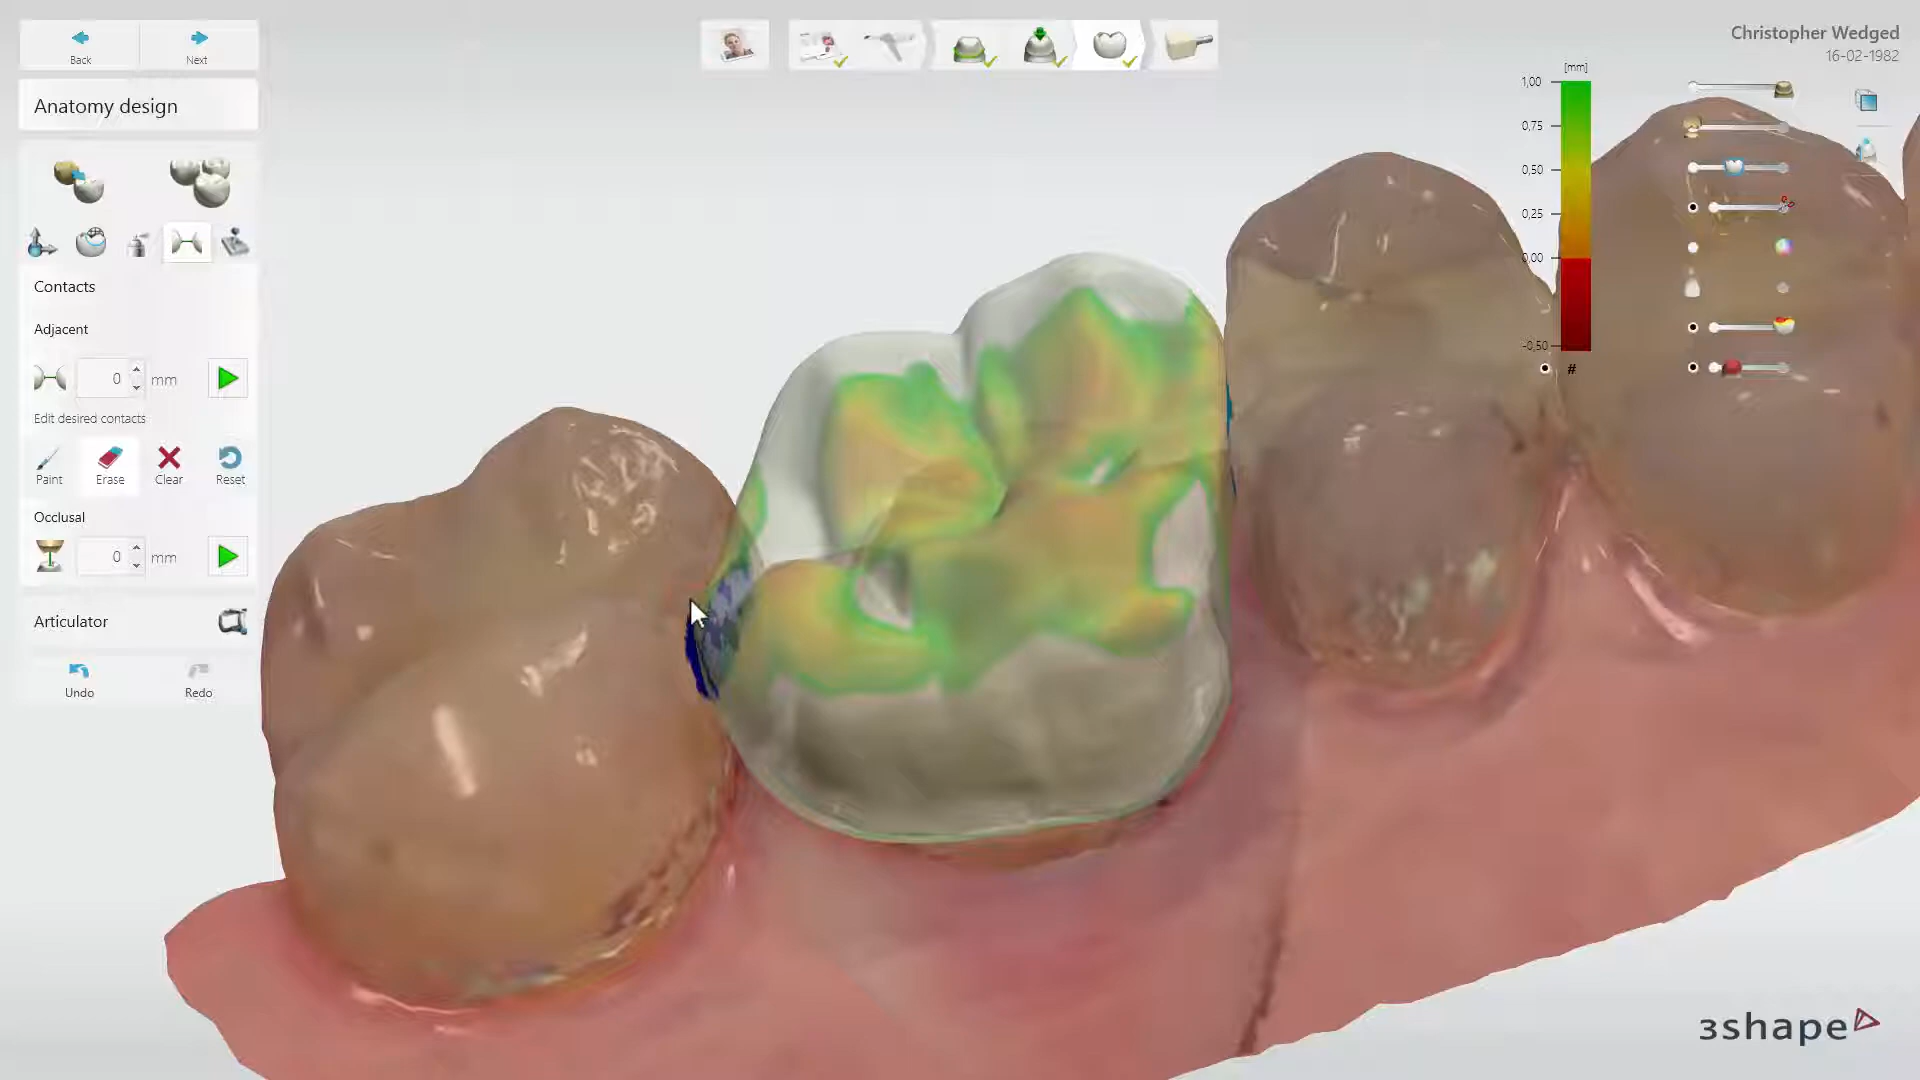 Back
Next
Anatomy design
Contacts
Adjacent
0 mm
Edit desired contacts
Paint
Erase
Clear
Reset
Occlusal
0 mm
Articulator
Undo
Redo
Christopher Wedged
16-02-1982
[mm]
1,00
0,75
0,50
0,25
0,00
-0,50
#
3shape